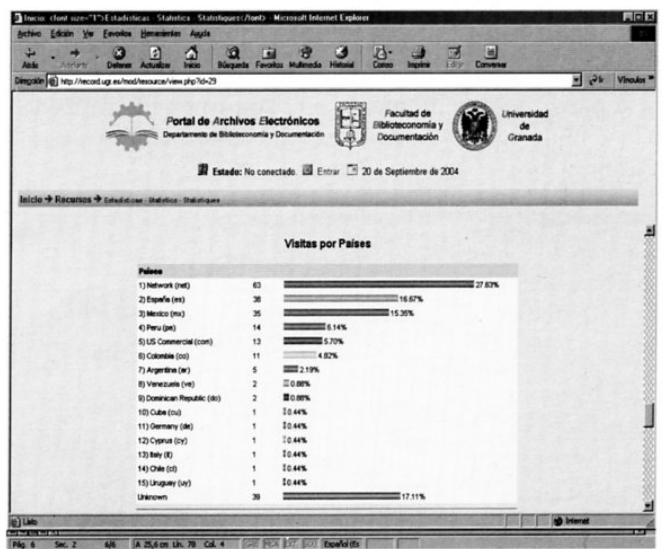 Inicio: <font size="1">Estadísticas - Statistics - Statistiques</font> - Microsoft Internet Explorer
Archivo Edición Ver Favoritos Herramientas Ayuda
Atrás Adelante Detener Actualizar Inicio Búsqueda Favoritos Multimedia Historial Correo Imprimir Editar Conversar
Dirección http://record.ugr.es/mod/resource/view.php?id=29 Ir Vínculos »
Portal de Archivos Electrónicos
Departamento de Biblioteconomía y Documentación
Facultad de
Biblioteconomía y
Documentación
Universidad
de
Granada
Estado: No conectado. Entrar 20 de Septiembre de 2004
Inicio → Recursos → Estadísticas - Statistics - Statistiques
Visitas por Países
Países
1) Network (net) 63 27.63%
2) España (es) 38 16.67%
3) Mexico (mx) 35 15.35%
4) Peru (pe) 14 6.14%
5) US Commercial (com) 13 5.70%
6) Colombia (co) 11 4.82%
7) Argentina (ar) 5 2.19%
8) Venezuela (ve) 2 0.88%
9) Dominican Republic (do) 2 0.88%
10) Cuba (cu) 1 0.44%
11) Germany (de) 1 0.44%
12) Cyprus (cy) 1 0.44%
13) Italy (it) 1 0.44%
14) Chile (cl) 1 0.44%
15) Uruguay (uy) 1 0.44%
Unknown 39 17.11%
Listo Internet
Pág. 6 Sec. 2 6/6 A 25,6 cm Lín. 78 Col. 4 GRB MCA EXT SOB Español (Es